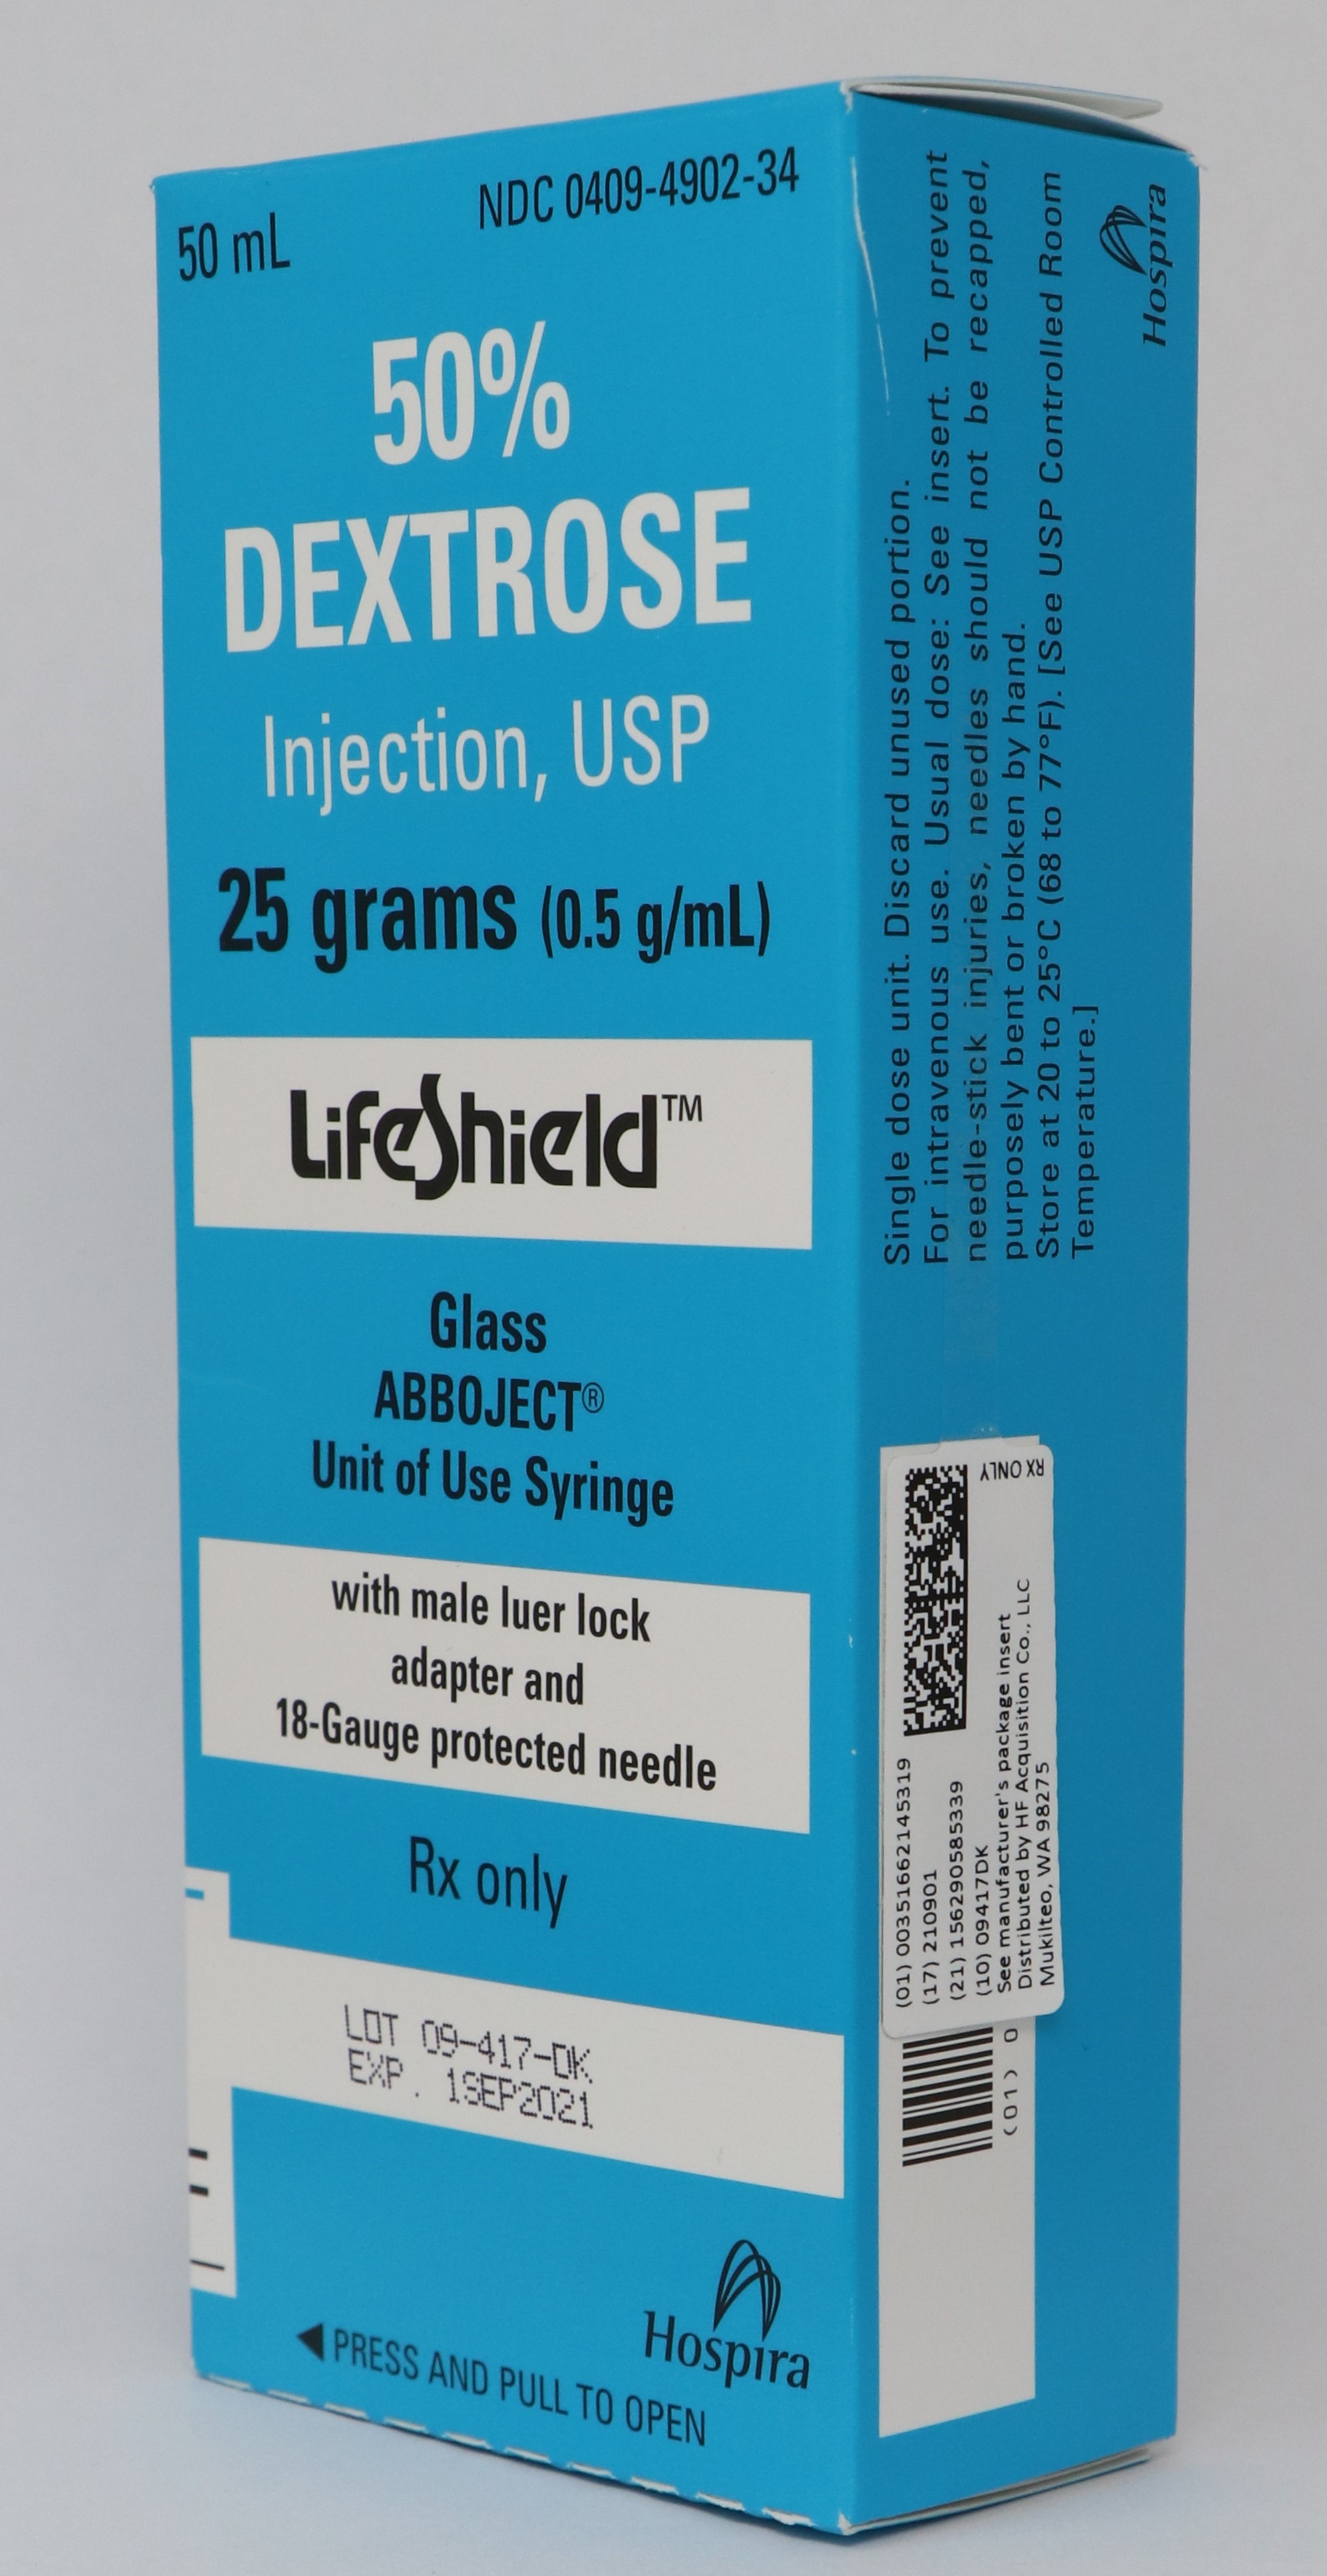 50 mL
NDC 0409-4902-34
50%
DEXTROSE
Injection, USP
25 grams (0.5 g/mL)
LifeShield™
Glass
ABBOJECT®
Unit of Use Syringe
with male luer lock
adapter and
18-Gauge protected needle
Rx only
LOT 09-417-DK
EXP. 1SEP2021
Hospira
◀ PRESS AND PULL TO OPEN
Single dose unit. Discard unused portion.
For intravenous use. Usual dose: See insert. To prevent
needle-stick injuries, needles should not be recapped,
purposely bent or broken by hand.
Store at 20 to 25°C (68 to 77°F). [See USP Controlled Room
Temperature.]
Hospira
(01) 00351662145319
(17) 210901
(21) 156290585339
(10) 09417DK
RX ONLY
See manufacturer's package insert
Distributed by HF Acquisition Co., LLC
Mukilteo, WA 98275
(01) 0